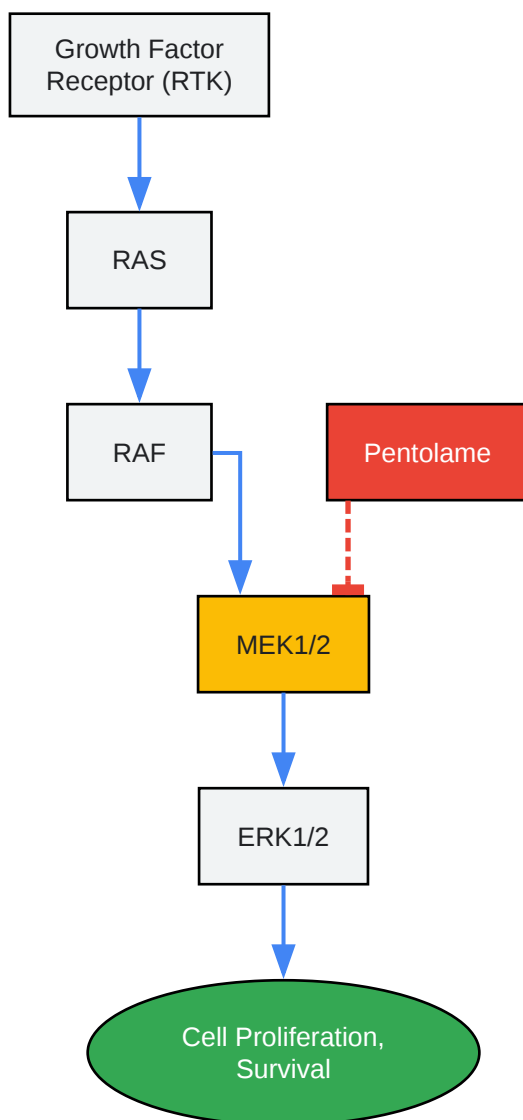 Growth Factor
Receptor (RTK)
RAS
RAF
Pentolame
MEK1/2
ERK1/2
Cell Proliferation,
Survival